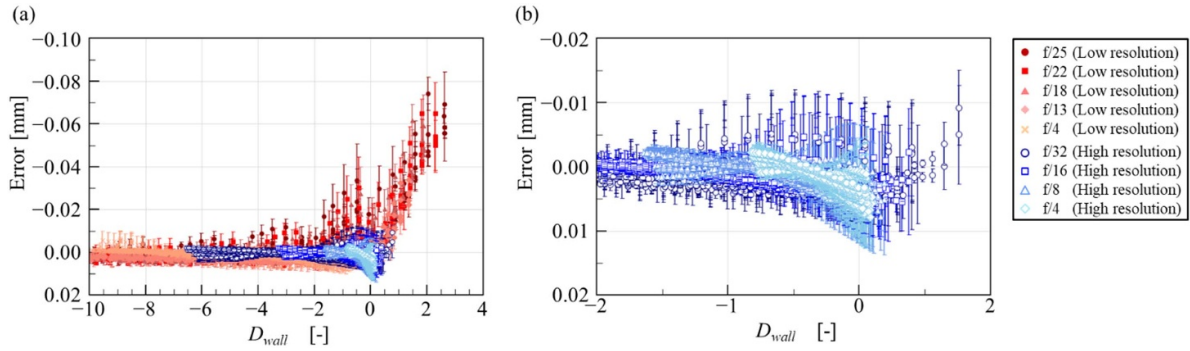 (a)
−0.10
−0.08
−0.06
−0.04
−0.02
0.00
0.02
Error [mm]
−10 −8 −6 −4 −2 0 2 4
D_wall [-]
(b)
−0.02
−0.01
0.00
0.01
0.02
Error [mm]
−2 −1 0 2
D_wall [-]
f/25 (Low resolution)
f/22 (Low resolution)
f/18 (Low resolution)
f/13 (Low resolution)
f/4 (Low resolution)
f/32 (High resolution)
f/16 (High resolution)
f/8 (High resolution)
f/4 (High resolution)